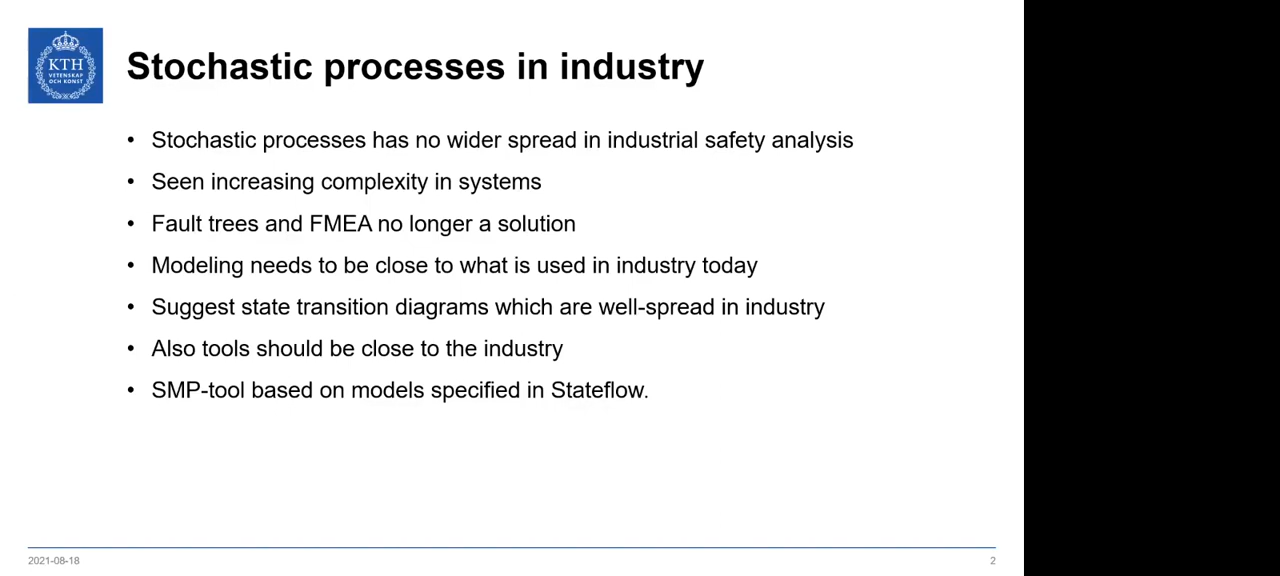 KTH
VETENSKAP
OCH KONST
Stochastic processes in industry
• Stochastic processes has no wider spread in industrial safety analysis
• Seen increasing complexity in systems
• Fault trees and FMEA no longer a solution
• Modeling needs to be close to what is used in industry today
• Suggest state transition diagrams which are well-spread in industry
• Also tools should be close to the industry
• SMP-tool based on models specified in Stateflow.
2021-08-18
2